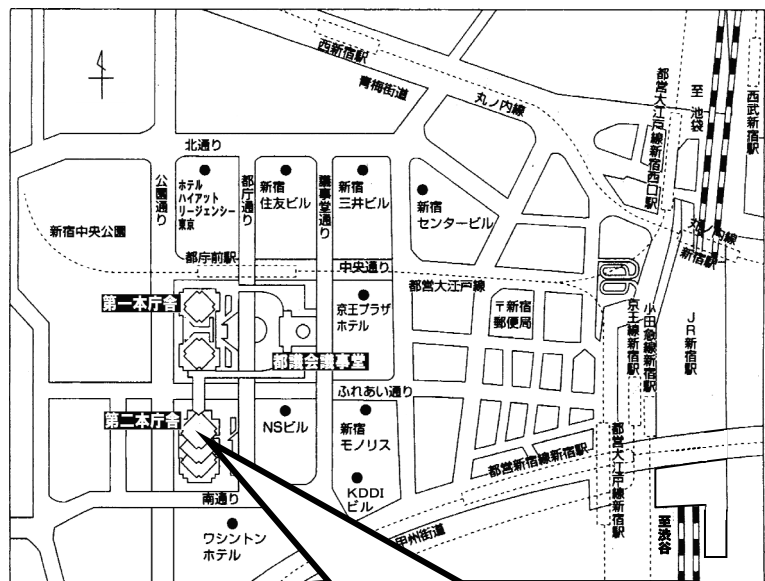 西新宿駅
青梅街道
丸ノ内線
都営大江戸線新宿西口駅
至 池袋
西武新宿駅
北通り
公園通り
ホテル
ハイアット
リージェンシー
東京
都庁通り
新宿
住友ビル
議事堂通り
新宿
三井ビル
新宿
センタービル
新宿中央公園
都庁前駅
中央通り
都営大江戸線
丸ノ内線
新宿駅
第一本庁舎
京王プラザ
ホテル
〒新宿
郵便局
京王線新宿駅
小田急線新宿駅
JR新宿駅
都議会議事堂
ふれあい通り
第二本庁舎
NSビル
新宿
モノリス
都営新宿線新宿駅
都営大江戸線新宿駅
KDDI
ビル
南通り
ワシントン
ホテル
甲州街道
至渋谷